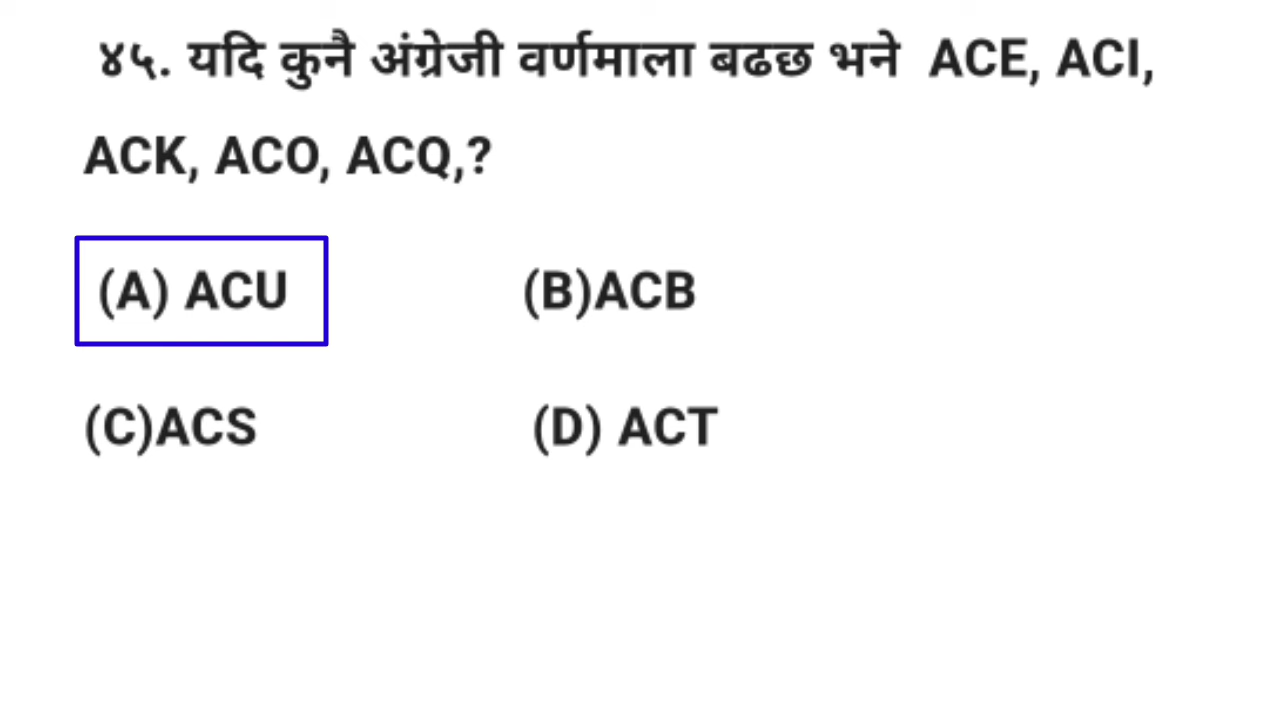 ४५. यदि कुनै अंग्रेजी वर्णमाला बढछ भने ACE, ACI,
ACK, ACO, ACQ,?
(A) ACU (B)ACB
(C)ACS (D) ACT